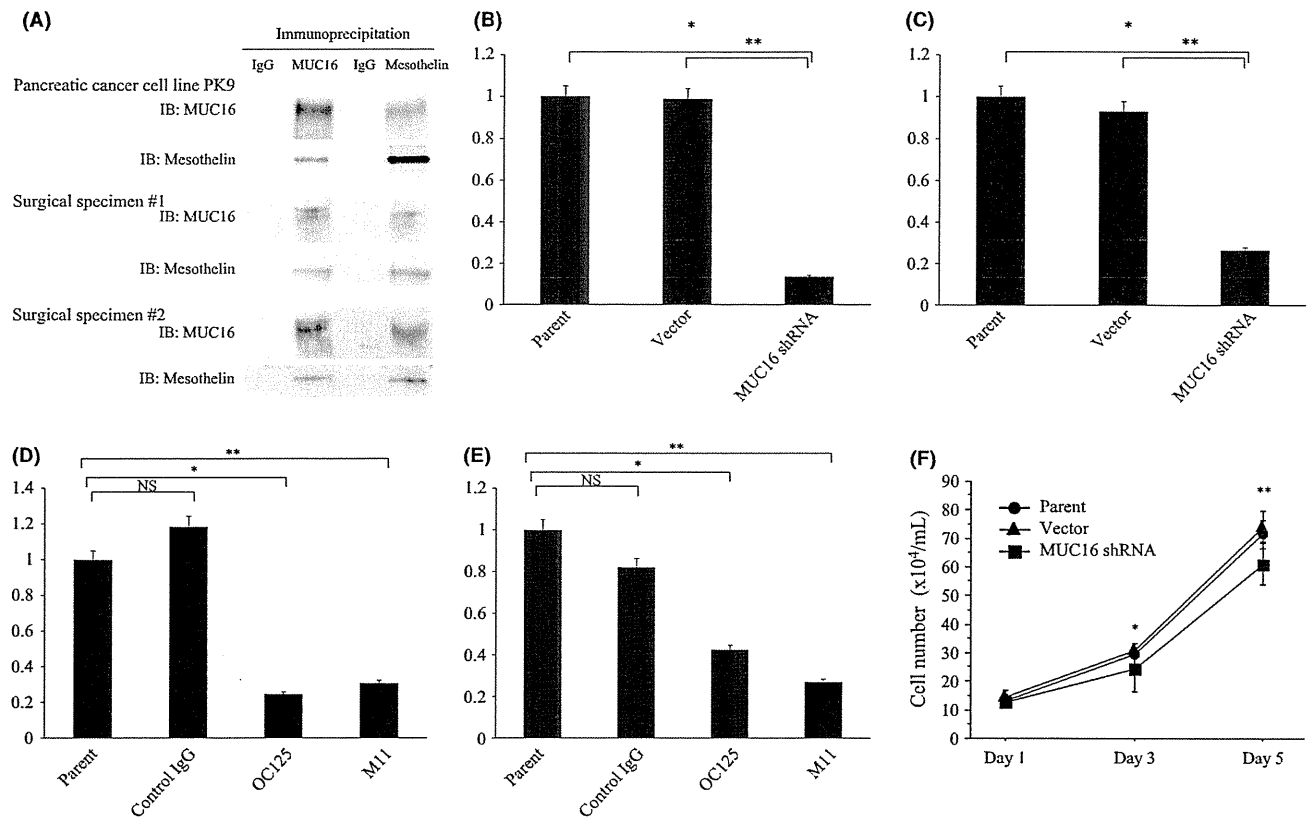 (A)
Immunoprecipitation
IgG MUC16 IgG Mesothelin
Pancreatic cancer cell line PK9
IB: MUC16
IB: Mesothelin
Surgical specimen #1
IB: MUC16
IB: Mesothelin
Surgical specimen #2
IB: MUC16
IB: Mesothelin
(B)
*
**
1.2
1
0.8
0.6
0.4
0.2
0
Parent
Vector
MUC16 shRNA
(C)
*
**
1.2
1
0.8
0.6
0.4
0.2
0
Parent
Vector
MUC16 shRNA
(D)
**
*
NS
1.4
1.2
1
0.8
0.6
0.4
0.2
0
Parent
Control IgG
OC125
M11
(E)
**
*
NS
1.2
1
0.8
0.6
0.4
0.2
0
Parent
Control IgG
OC125
M11
(F)
Cell number (x10⁴/mL)
90
80
70
60
50
40
30
20
10
0
Parent
Vector
MUC16 shRNA
*
**
Day 1
Day 3
Day 5